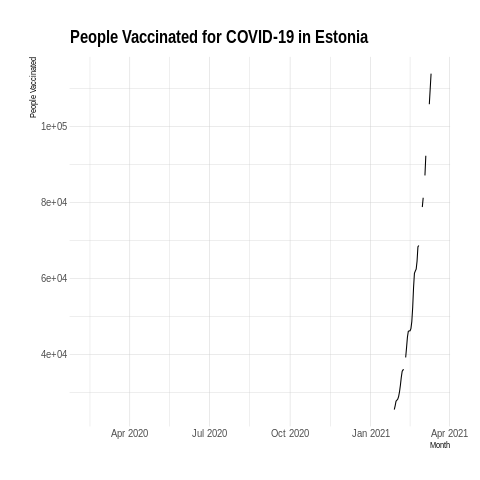 People Vaccinated for COVID-19 in Estonia
People Vaccinated
1e+05
8e+04
6e+04
4e+04
Apr 2020 Jul 2020 Oct 2020 Jan 2021 Apr 2021
Month